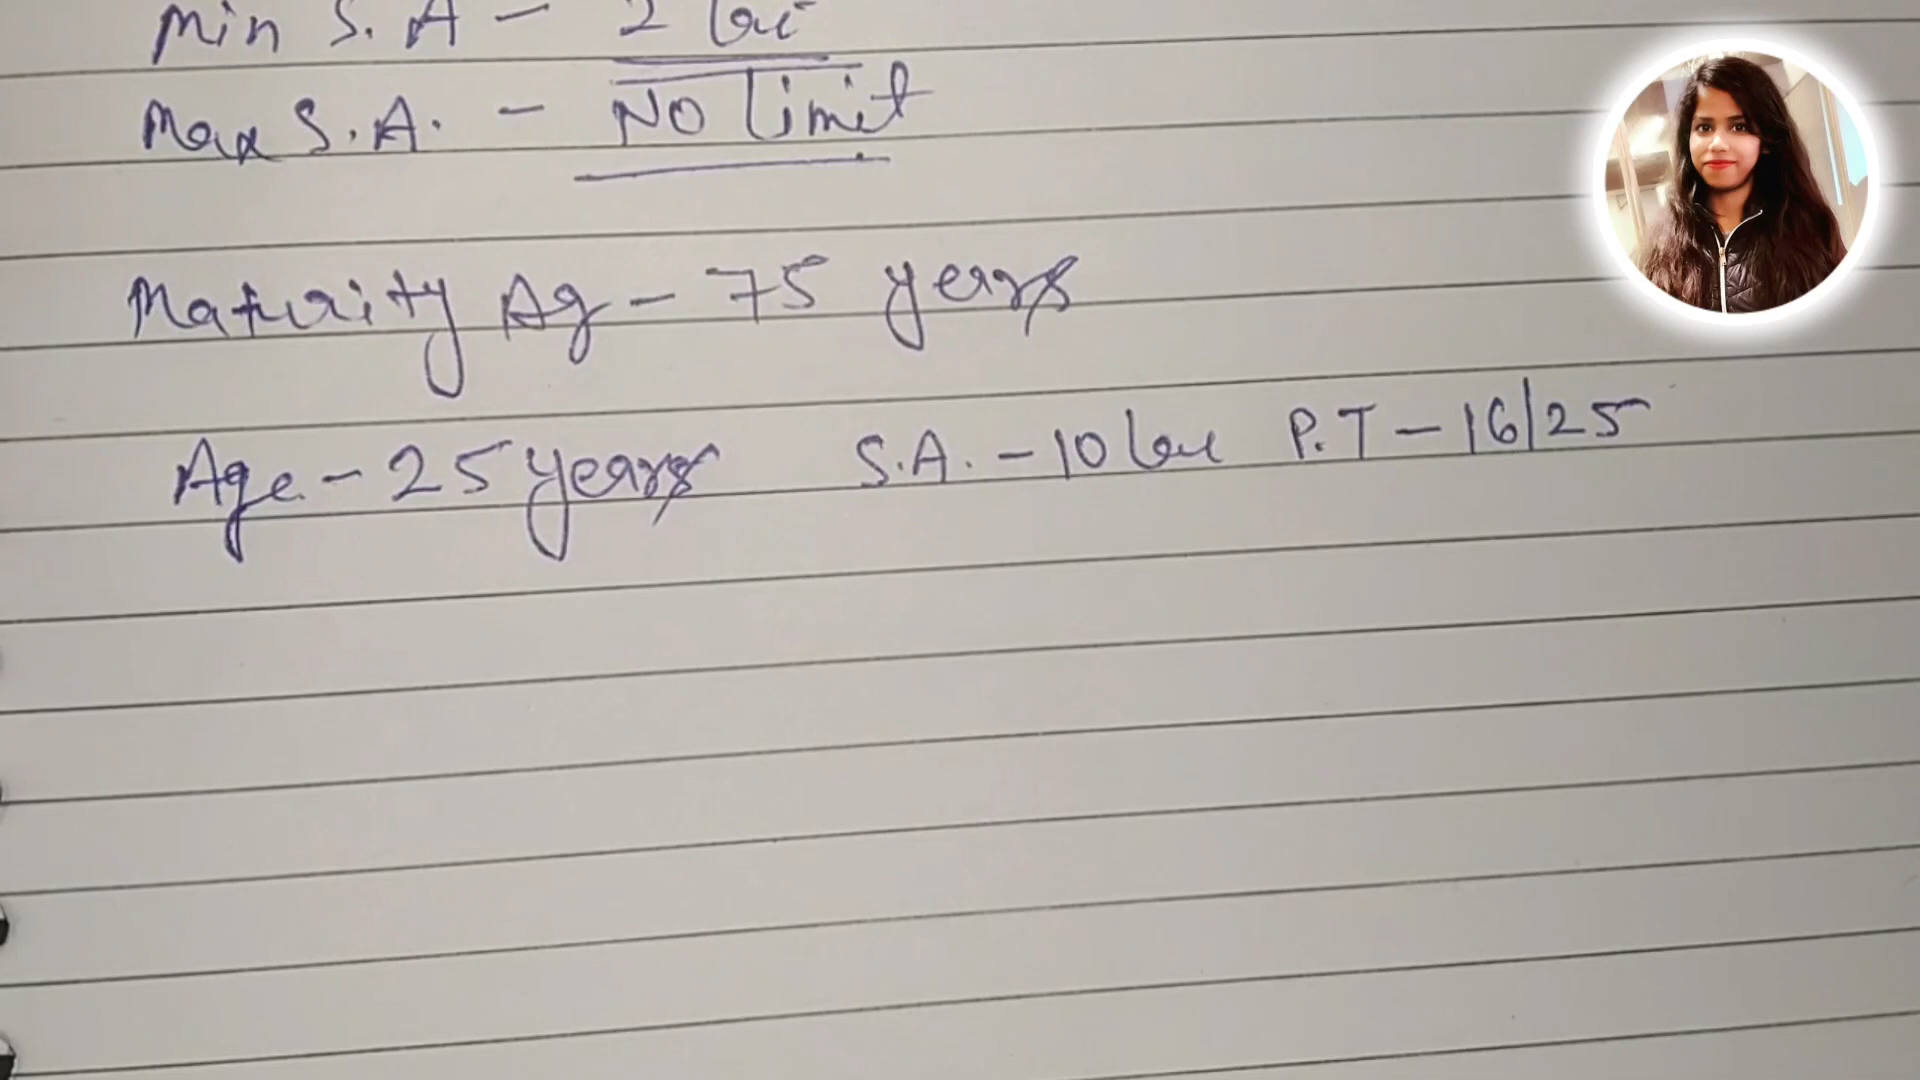 Min S. A - 2 lac
Max S. A. - NO limit
Maturity Ag - 75 years
Age - 25 years S.A. - 10 lac P.T - 16/25